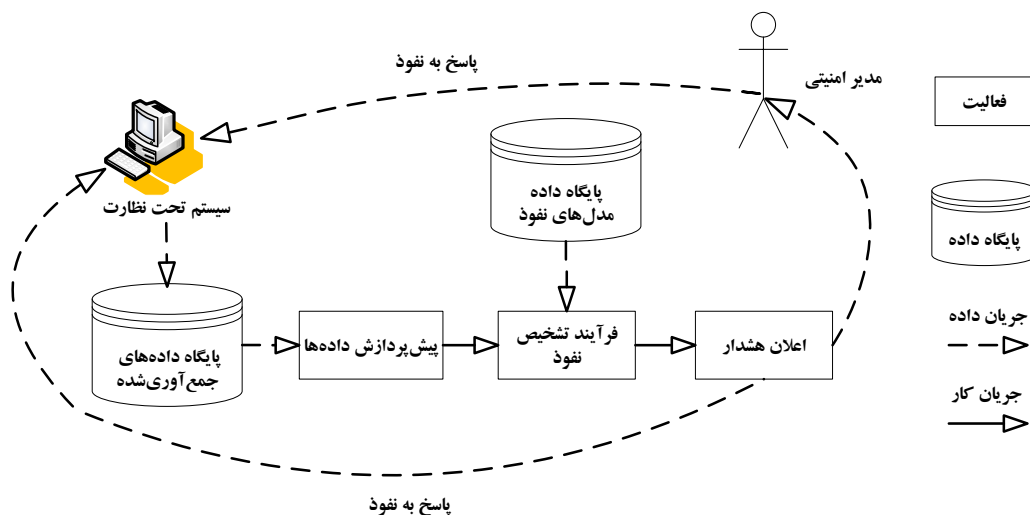 پاسخ به نفوذ
مدیر امنیتی
فعالیت
سیستم تحت نظارت
پایگاه داده
مدل‌های نفوذ
پایگاه داده
پایگاه داده‌های
جمع‌آوری‌شده
پیش‌پردازش داده‌ها
فرآیند تشخیص
نفوذ
اعلان هشدار
جریان داده
جریان کار
پاسخ به نفوذ